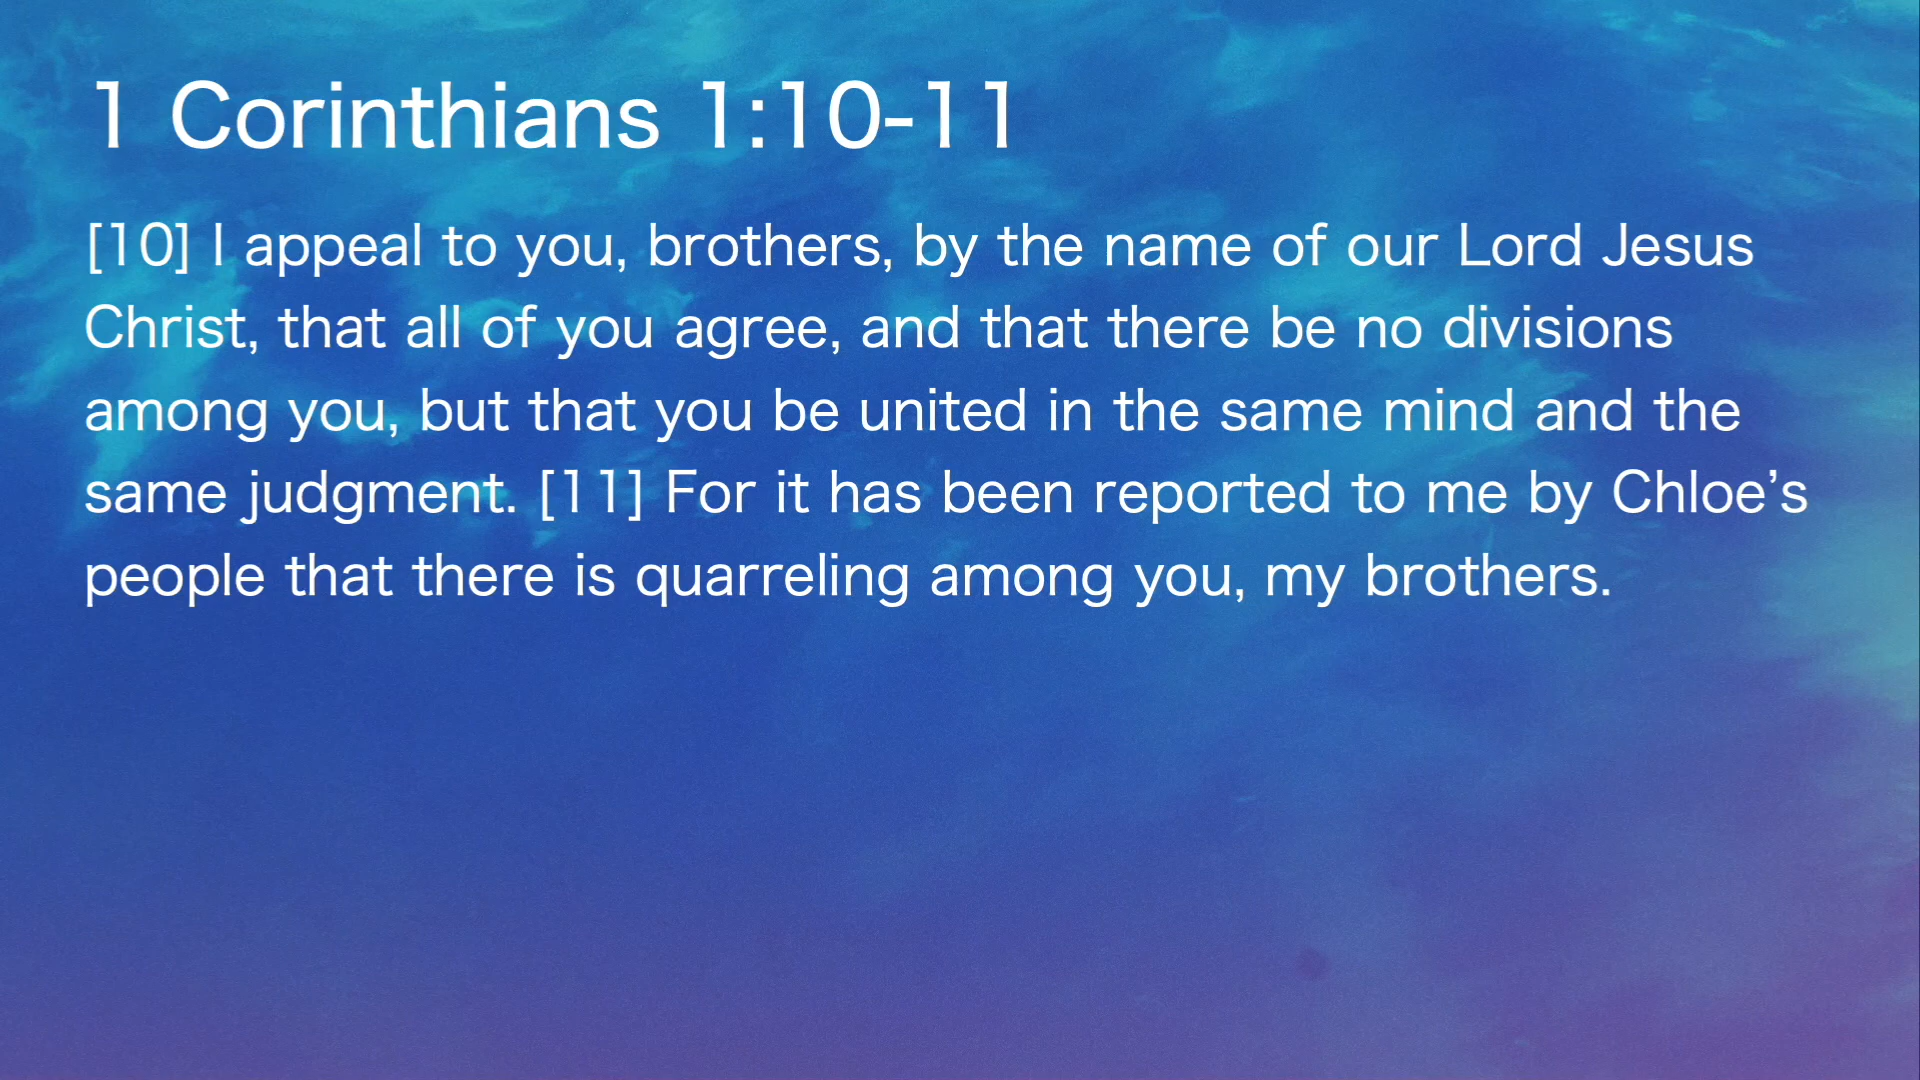 1 Corinthians 1:10-11
[10] I appeal to you, brothers, by the name of our Lord Jesus
Christ, that all of you agree, and that there be no divisions
among you, but that you be united in the same mind and the
same judgment. [11] For it has been reported to me by Chloe’s
people that there is quarreling among you, my brothers.